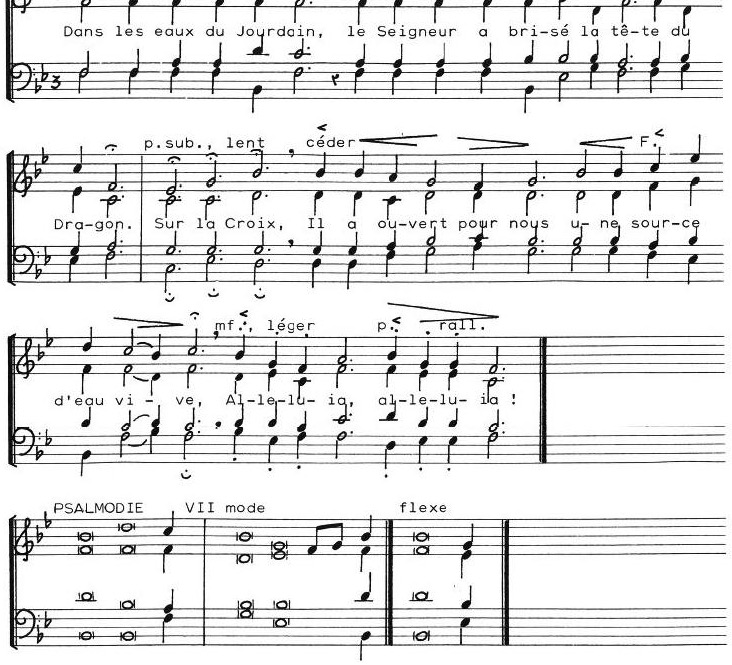 Dans les eaux du Jourdain, le Seigneur a bri-sé la tê-te du
3
p.sub., lent céder F.
Dra-gon. Sur la Croix, Il a ou-vert pour nous u- ne sour-ce
mf., léger p. rall.
d'eau vi - ve, Al-le-lu- ia, al-le-lu- ia !
PSALMODIE VII mode flexe